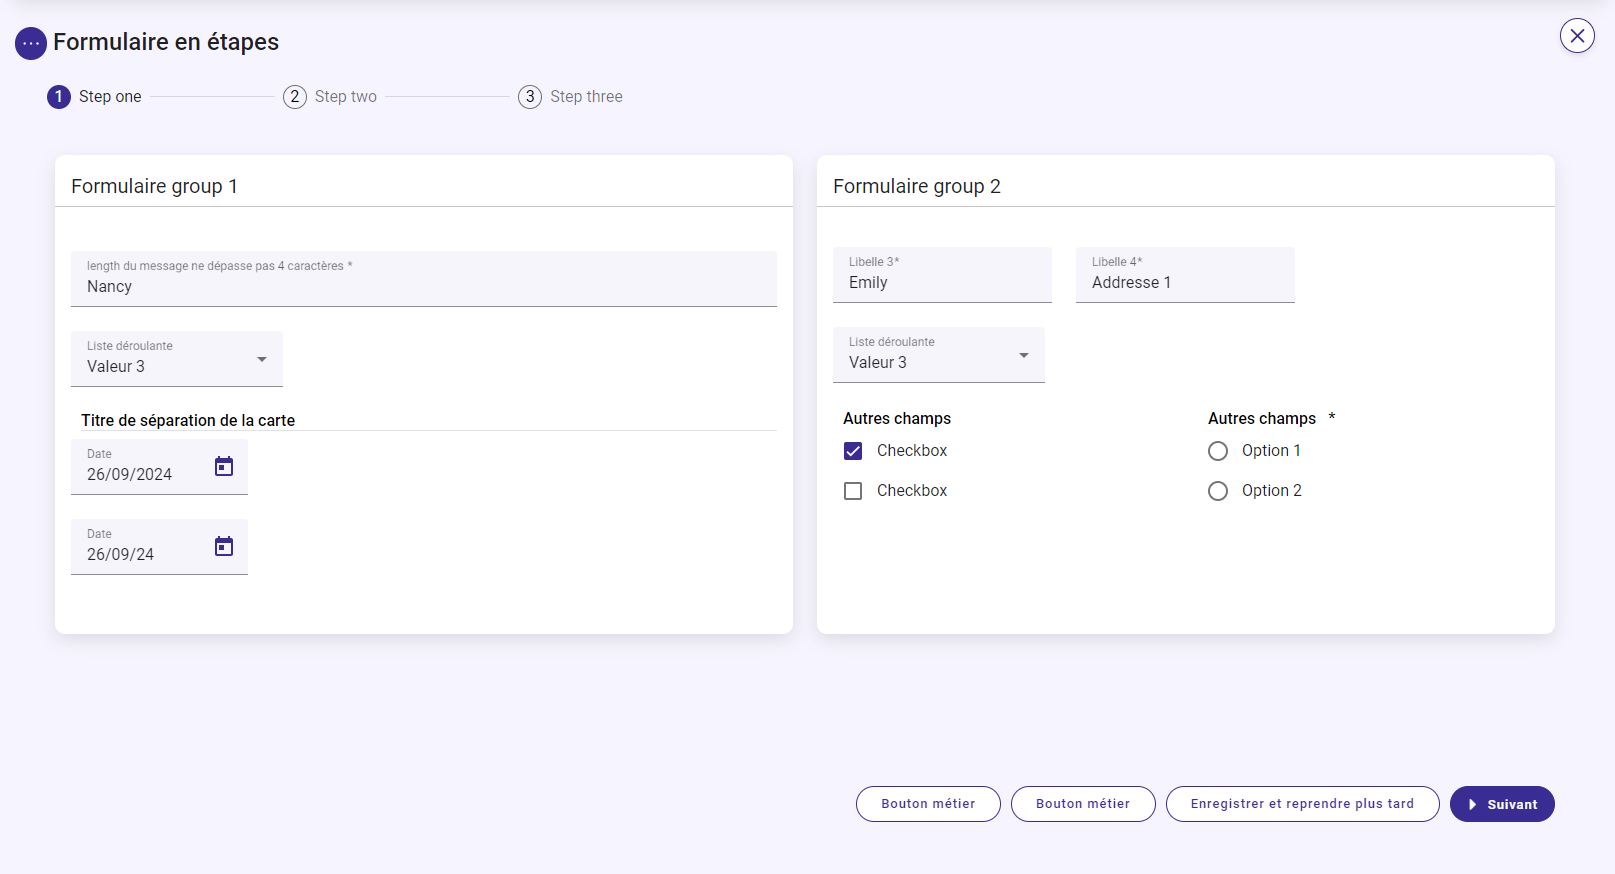 Formulaire en étapes
1 Step one
2 Step two
3 Step three
Formulaire group 1
length du message ne dépasse pas 4 caractères *
Nancy
Liste déroulante
Valeur 3
Titre de séparation de la carte
Date
26/09/2024
Date
26/09/24
Formulaire group 2
Libelle 3*
Emily
Libelle 4*
Addresse 1
Liste déroulante
Valeur 3
Autres champs
Checkbox
Checkbox
Autres champs *
Option 1
Option 2
Bouton métier
Bouton métier
Enregistrer et reprendre plus tard
Suivant